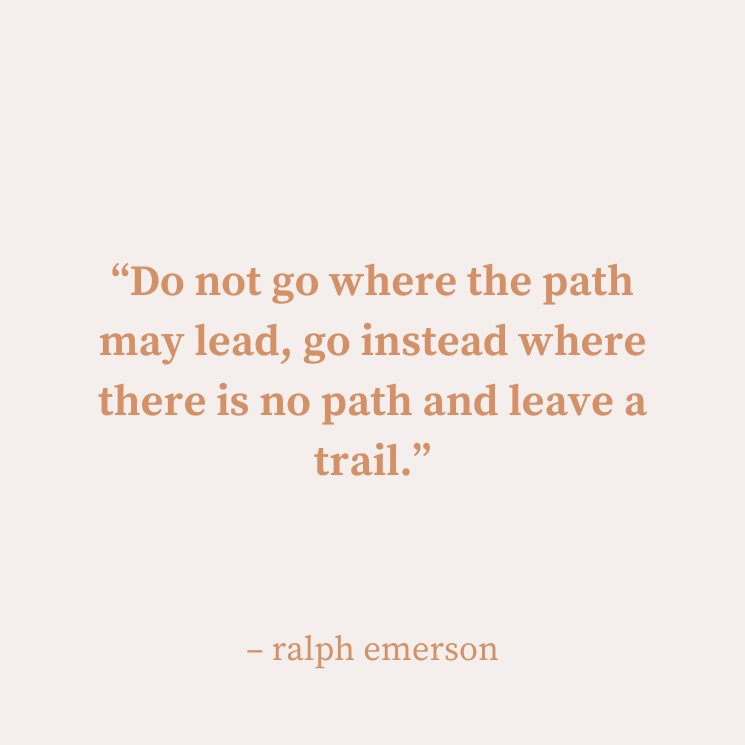 “Do not go where the path
may lead, go instead where
there is no path and leave a
trail.”
– ralph emerson